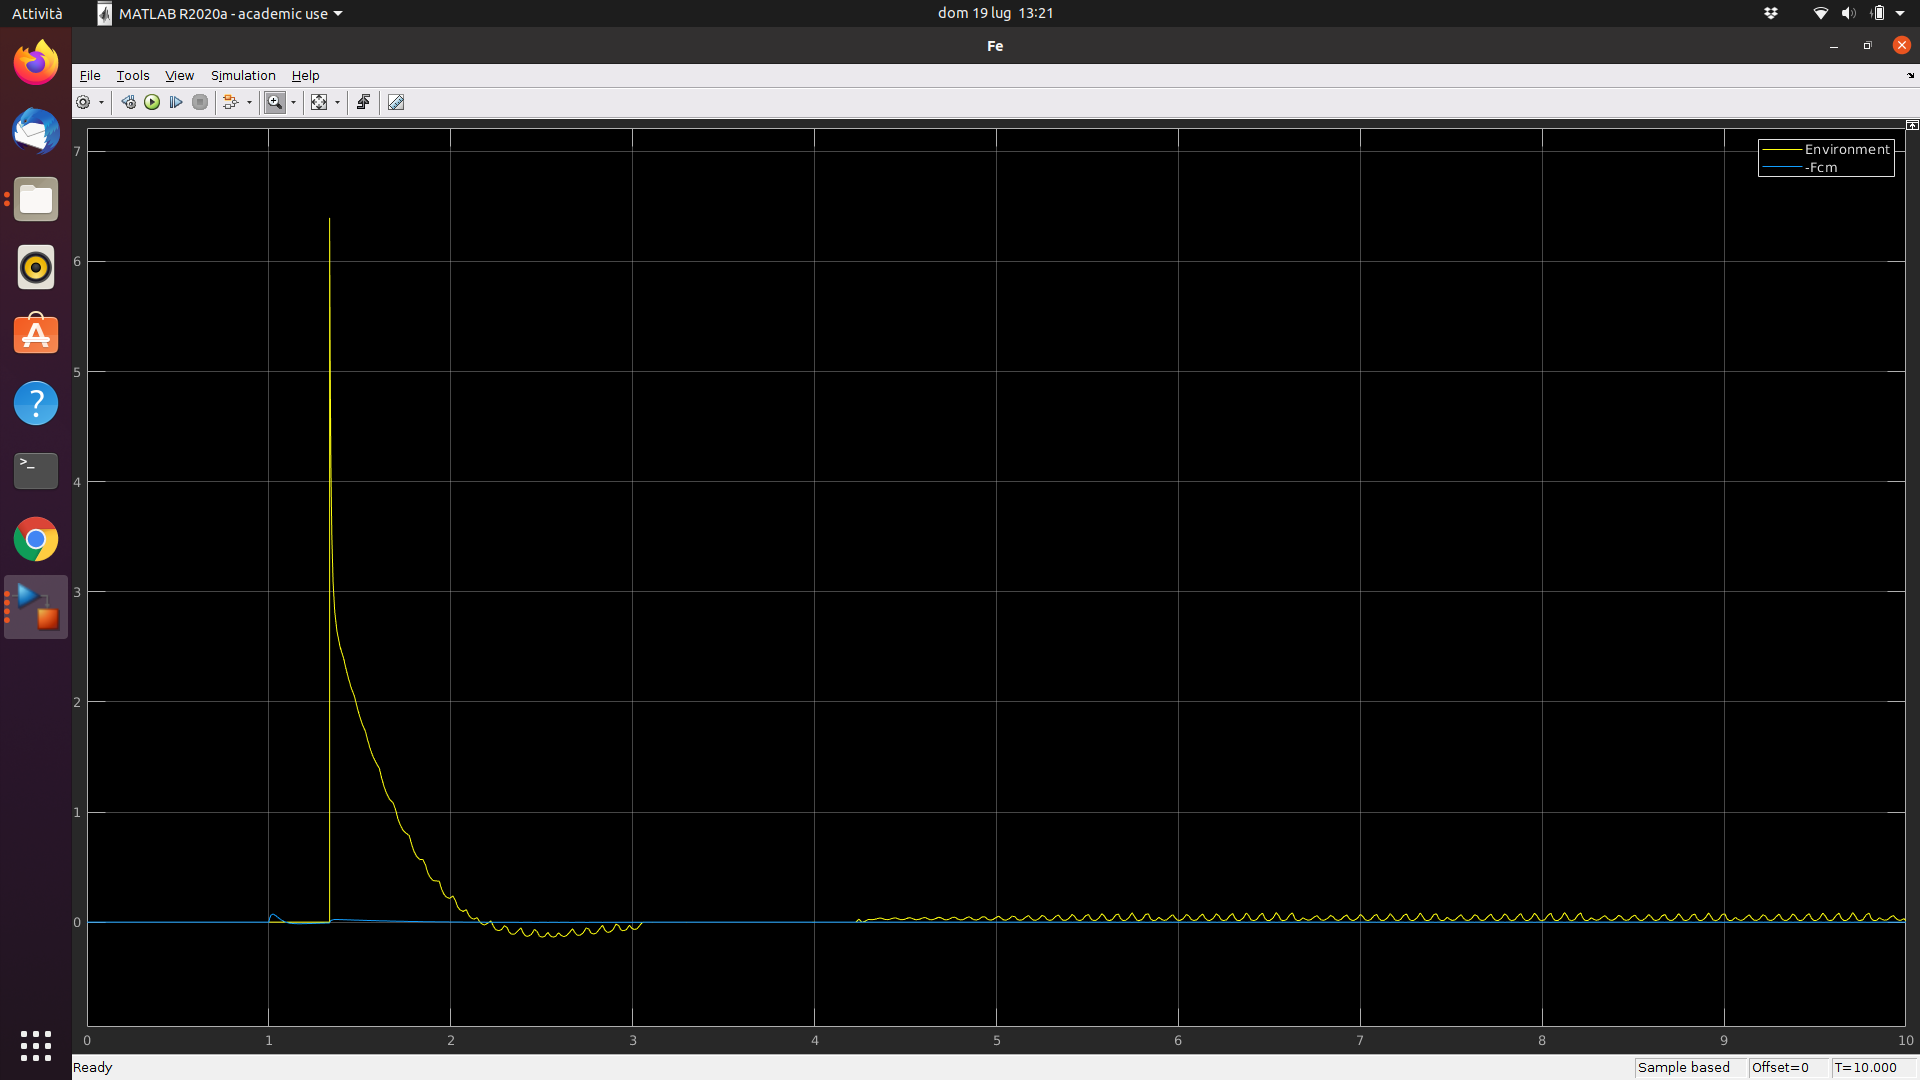 Attività
MATLAB R2020a - academic use
dom 19 lug 13:21
Fe
File Tools View Simulation Help
Environment
-Fcm
7
6
5
4
3
2
1
0
0 1 2 3 4 5 6 7 8 9 10
Ready
Sample based
Offset=0
T=10.000
?
>_
A